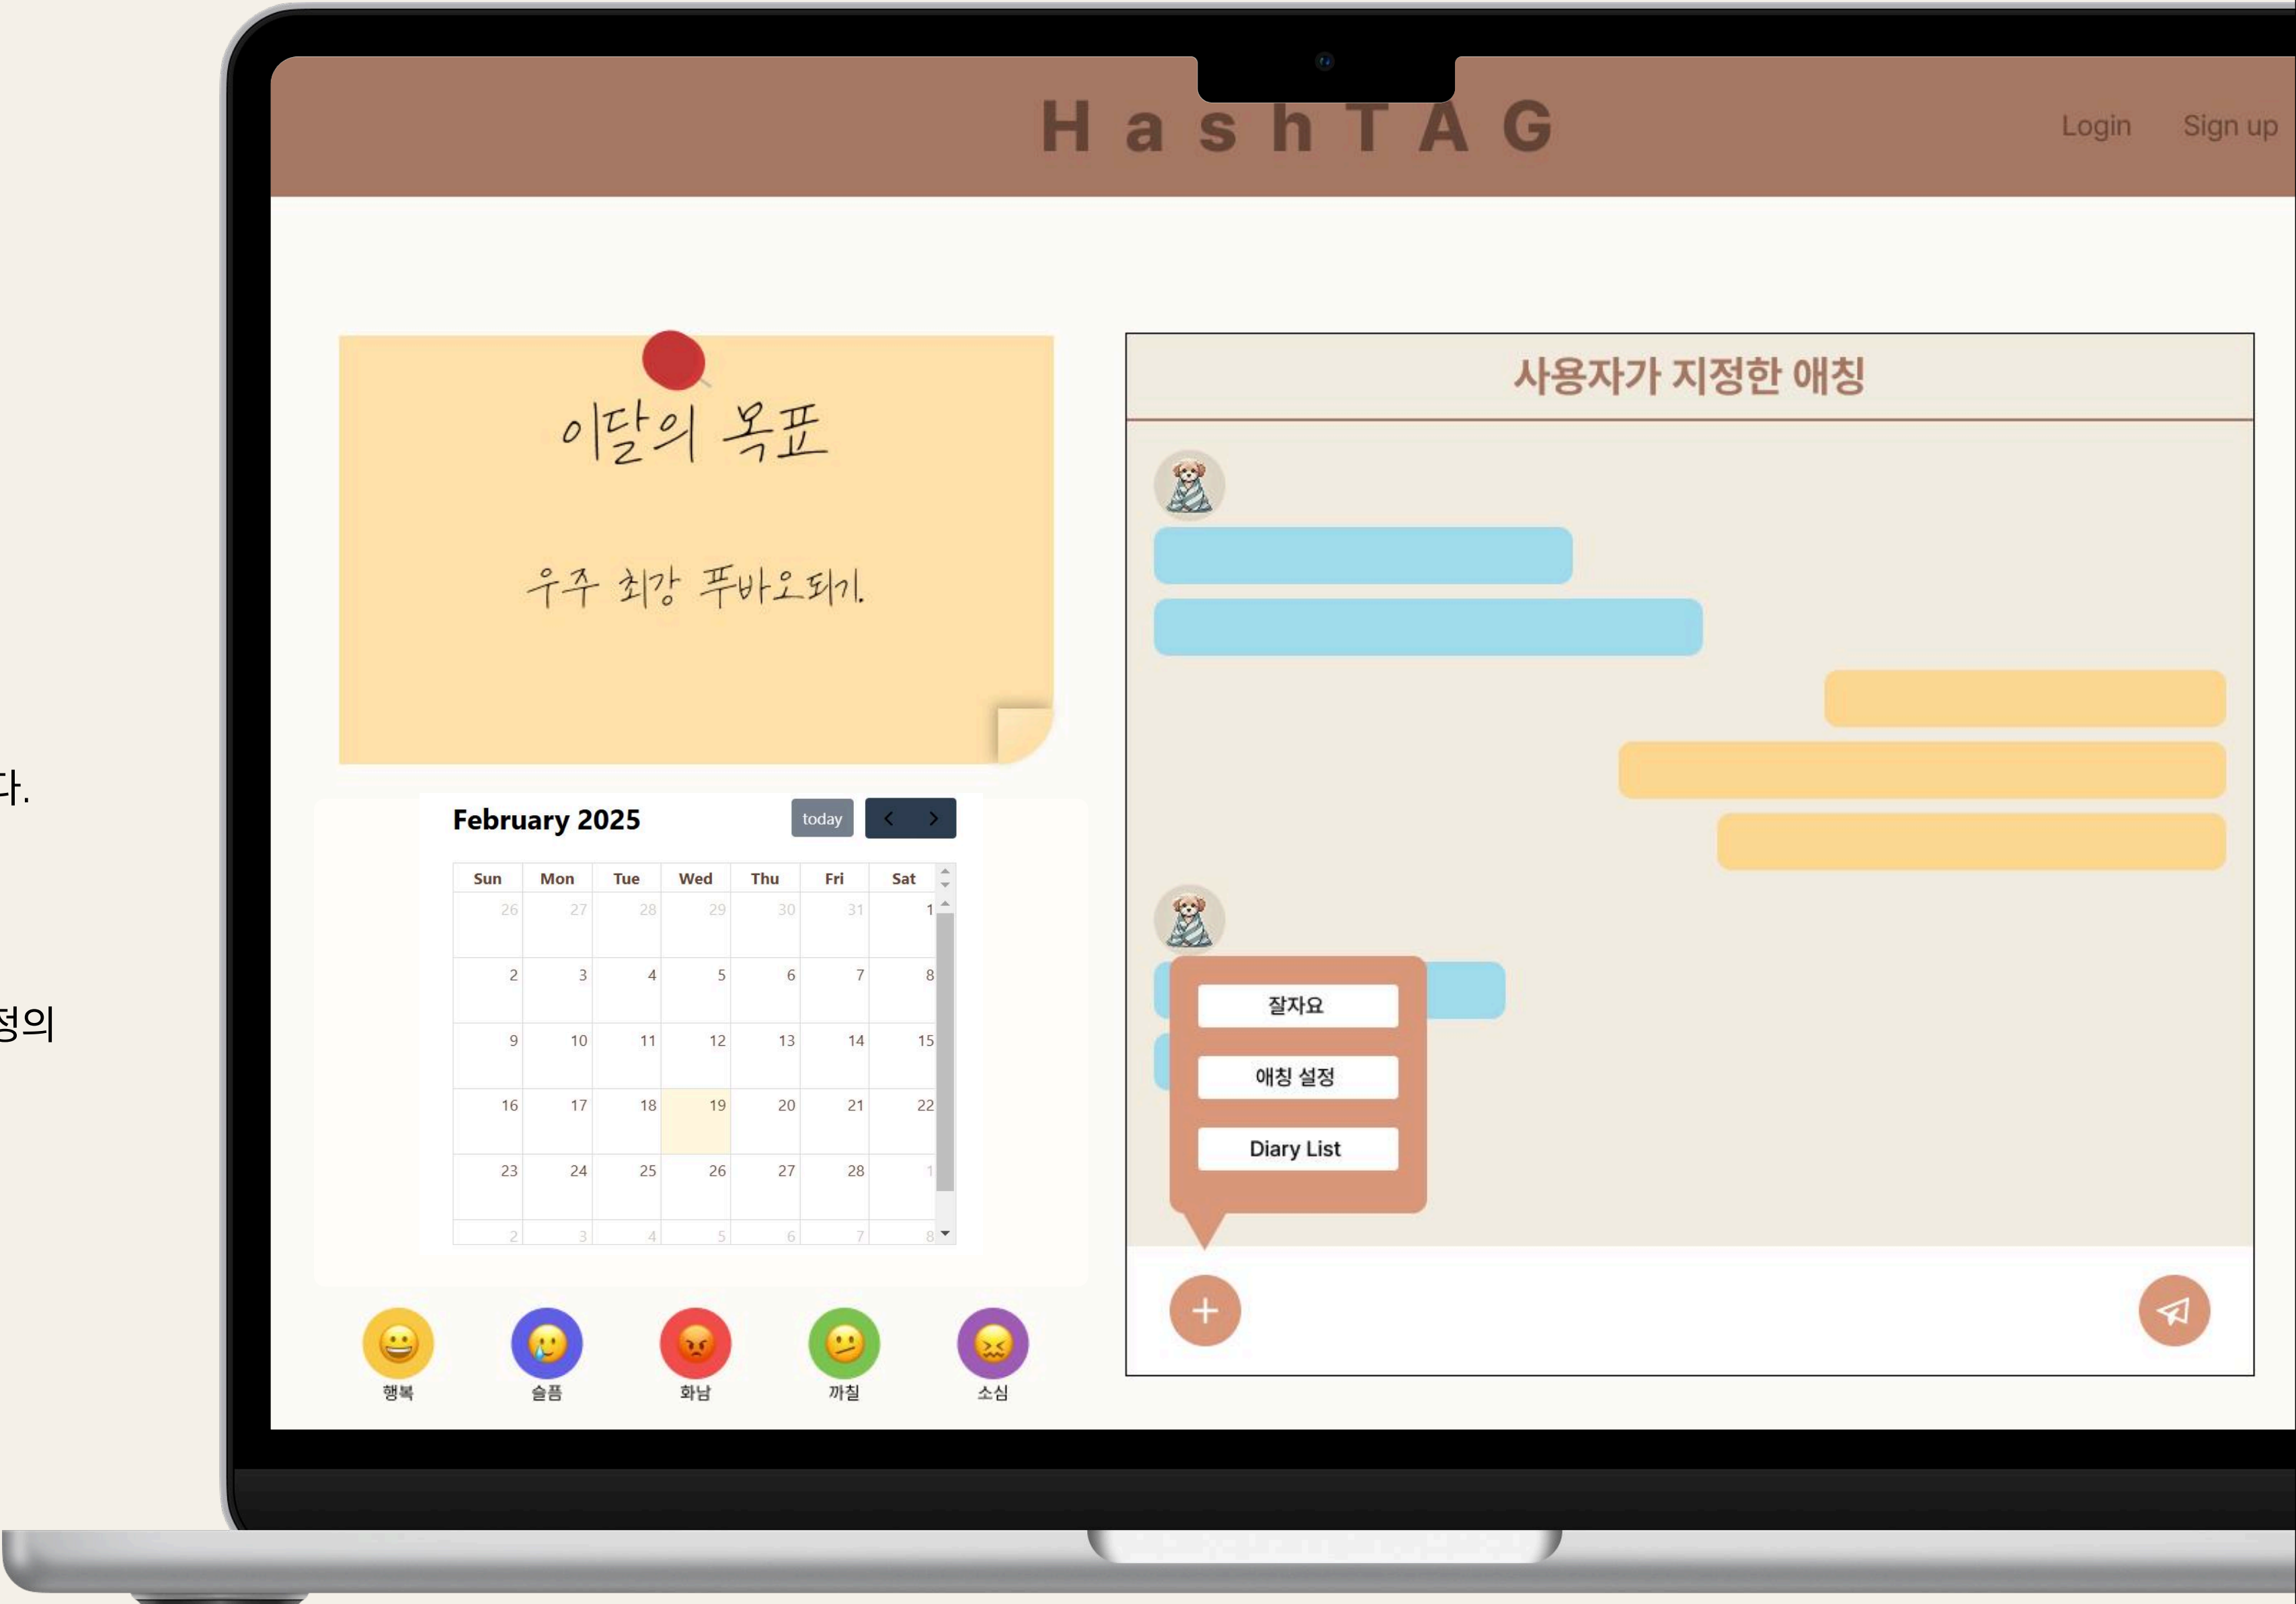 다.
정의
HashTAG
Login Sign up
이달의 목표
우주 최강 푸바오되기.
February 2025
today
Sun Mon Tue Wed Thu Fri Sat
26 27 28 29 30 31 1
2 3 4 5 6 7 8
9 10 11 12 13 14 15
16 17 18 19 20 21 22
23 24 25 26 27 28 1
2 3 4 5 6 7 8
행복 슬픔 화남 까칠 소심
사용자가 지정한 애칭
잘자요
애칭 설정
Diary List